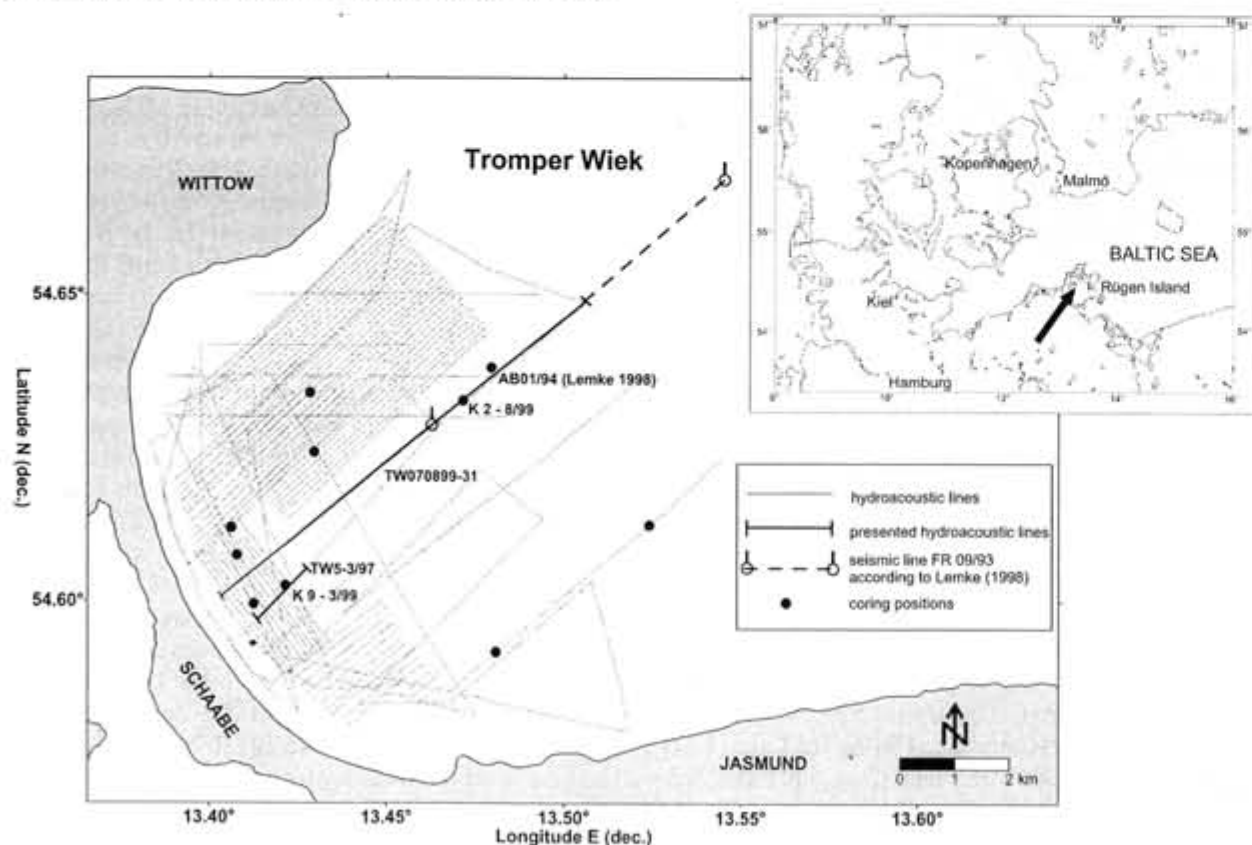 Tromper Wiek
WITTOW
AB01/94 (Lemke 1998)
K 2 - 8/99
TW070899-31
TW5-3/97
K 9 - 3/99
SCHAABE
JASMUND
N
0 1 2 km
54.65°
54.60°
Latitude N (dec.)
13.40° 13.45° 13.50° 13.55° 13.60°
Longitude E (dec.)
Kopenhagen
Malmö
BALTIC SEA
Rügen Island
Kiel
Hamburg
hydroacoustic lines
presented hydroacoustic lines
seismic line FR 09/93
according to Lemke (1998)
coring positions